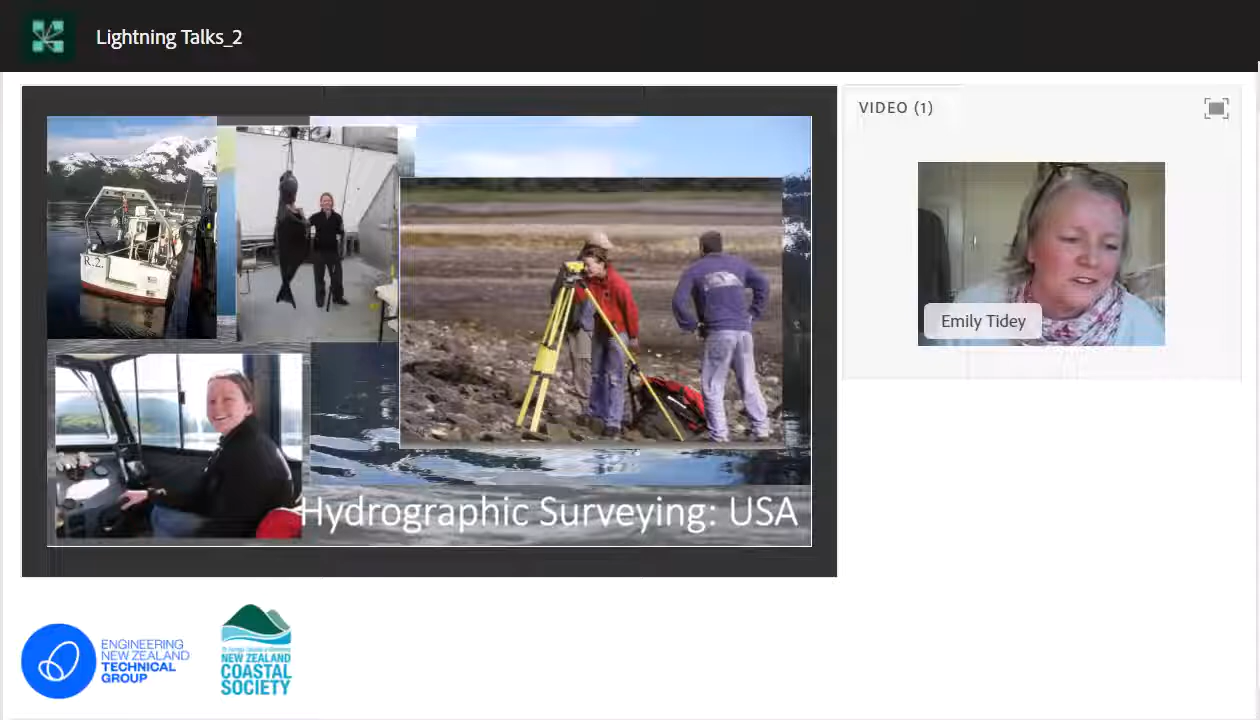 Lightning Talks_2
VIDEO (1)
R.2.
Hydrographic Surveying: USA
Emily Tidey
ENGINEERING
NEW ZEALAND
TECHNICAL
GROUP
NEW ZEALAND
COASTAL
SOCIETY